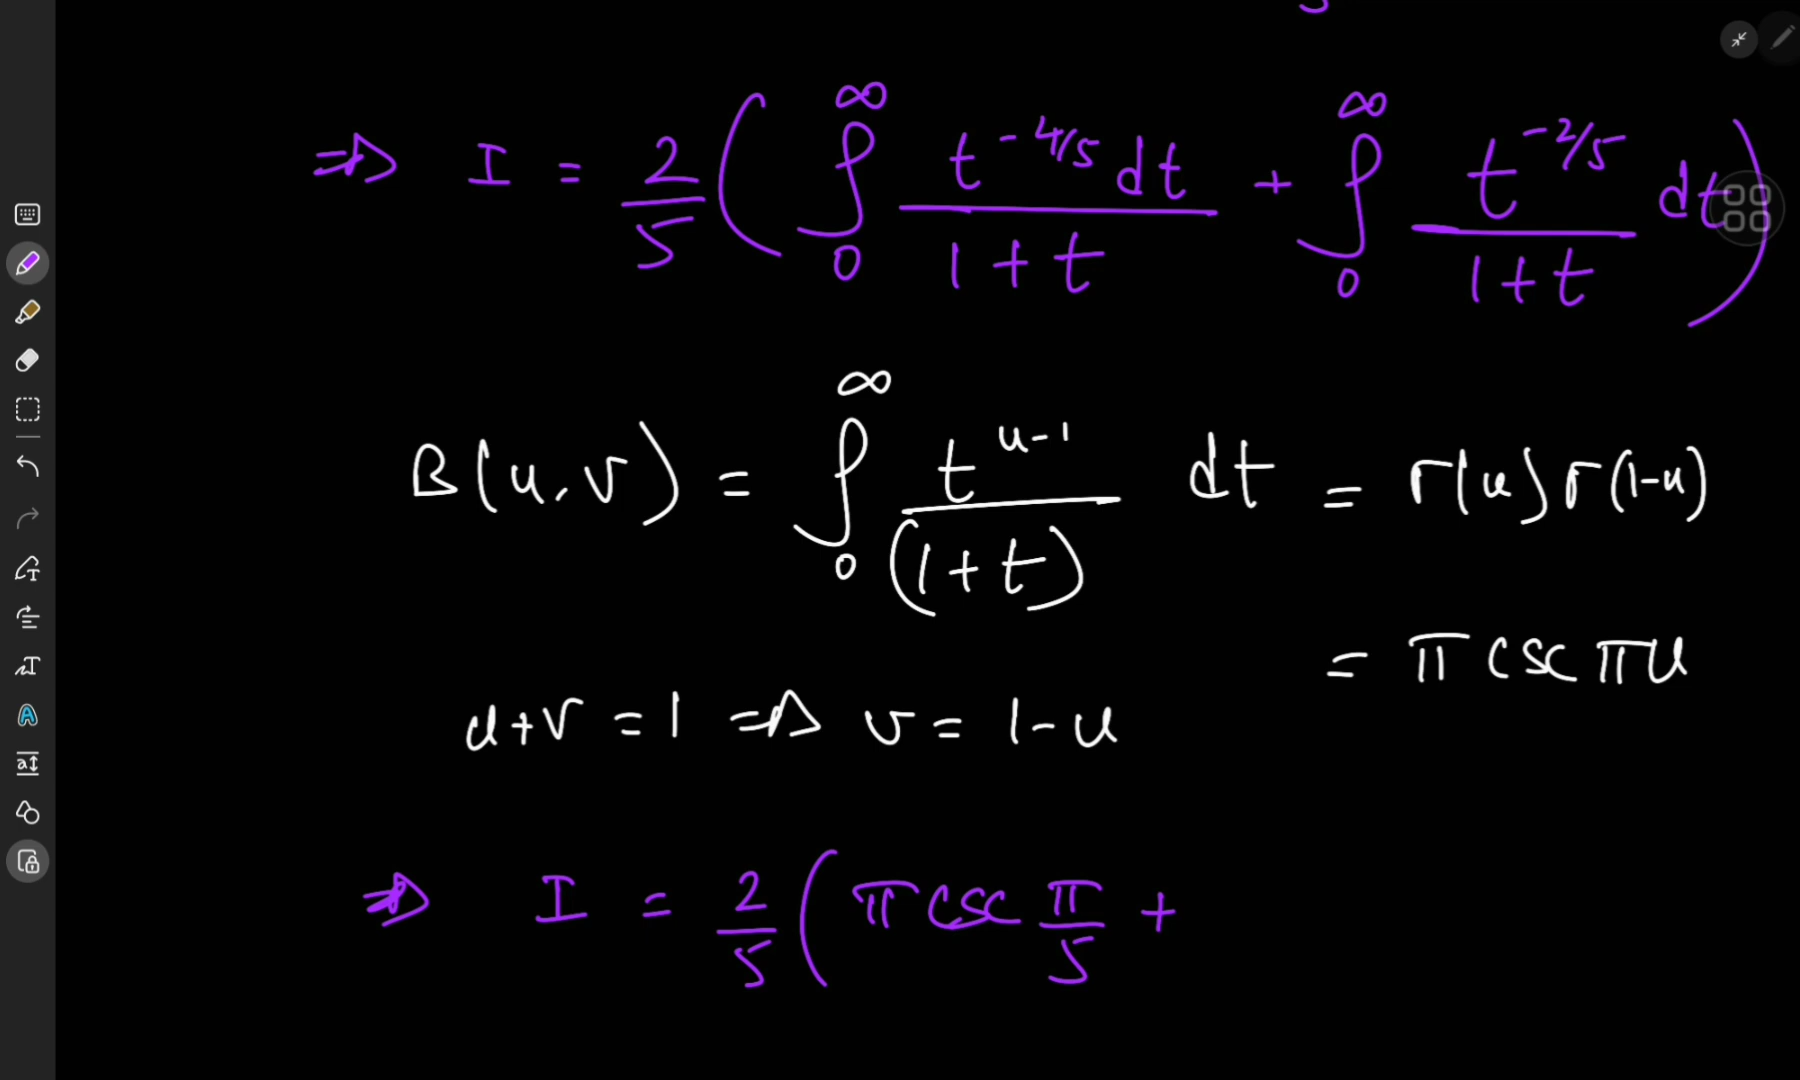 ⇒ I = 2/5 ( ∫₀^∞ t^(-4/5) dt / (1+t) + ∫₀^∞ t^(-2/5) / (1+t) dt )
B(u,v) = ∫₀^∞ t^(u-1) / (1+t) dt = Γ(u)Γ(1-u)
= π csc πu
u+v = 1 ⇒ v = 1-u
⇒ I = 2/5 ( π csc π/5 +